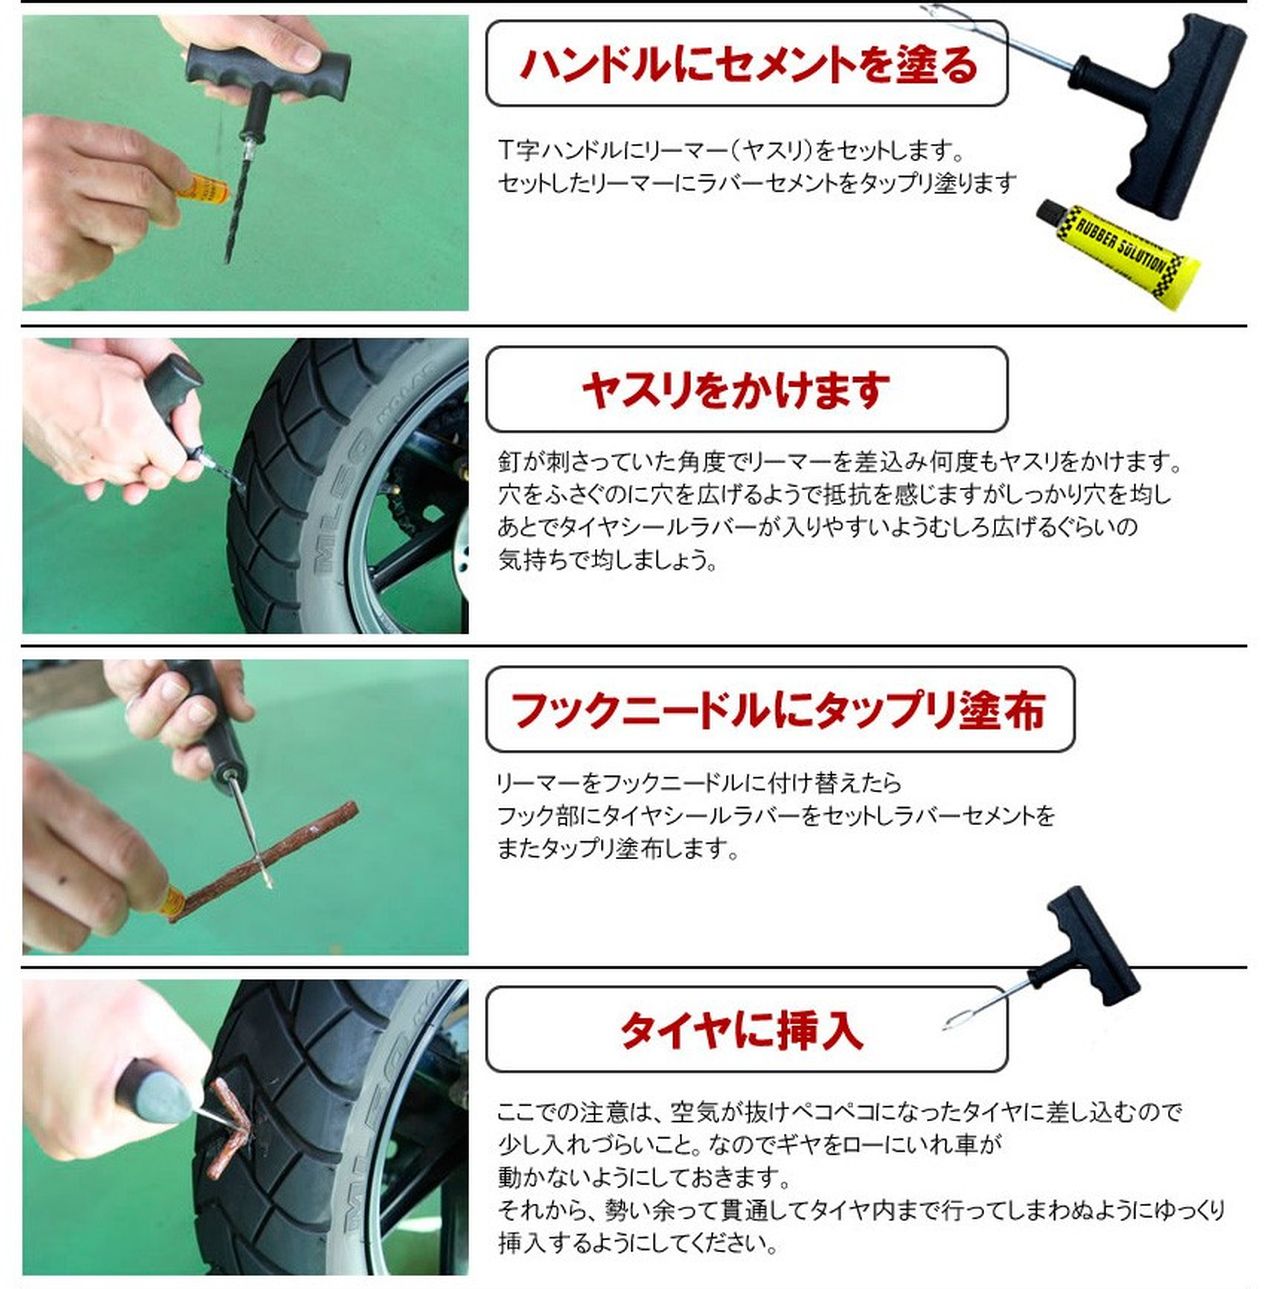 ハンドルにセメントを塗る
T字ハンドルにリーマー(ヤスリ)をセットします。
セットしたリーマーにラバーセメントをタップリ塗ります
RUBBER SOLUTION
ヤスリをかけます
釘が刺さっていた角度でリーマーを差込み何度もヤスリをかけます。
穴をふさぐのに穴を広げるようで抵抗を感じますがしっかり穴を均し
あとでタイヤシールラバーが入りやすいようむしろ広げるぐらいの
気持ちで均しましょう。
フックニードルにタップリ塗布
リーマーをフックニードルに付け替えたら
フック部にタイヤシールラバーをセットしラバーセメントを
またタップリ塗布します。
タイヤに挿入
ここでの注意は、空気が抜けペコペコになったタイヤに差し込むので
少し入れづらいこと。なのでギヤをローにいれ車が
動かないようにしておきます。
それから、勢い余って貫通してタイヤ内まで行ってしまわぬようにゆっくり
挿入するようにしてください。